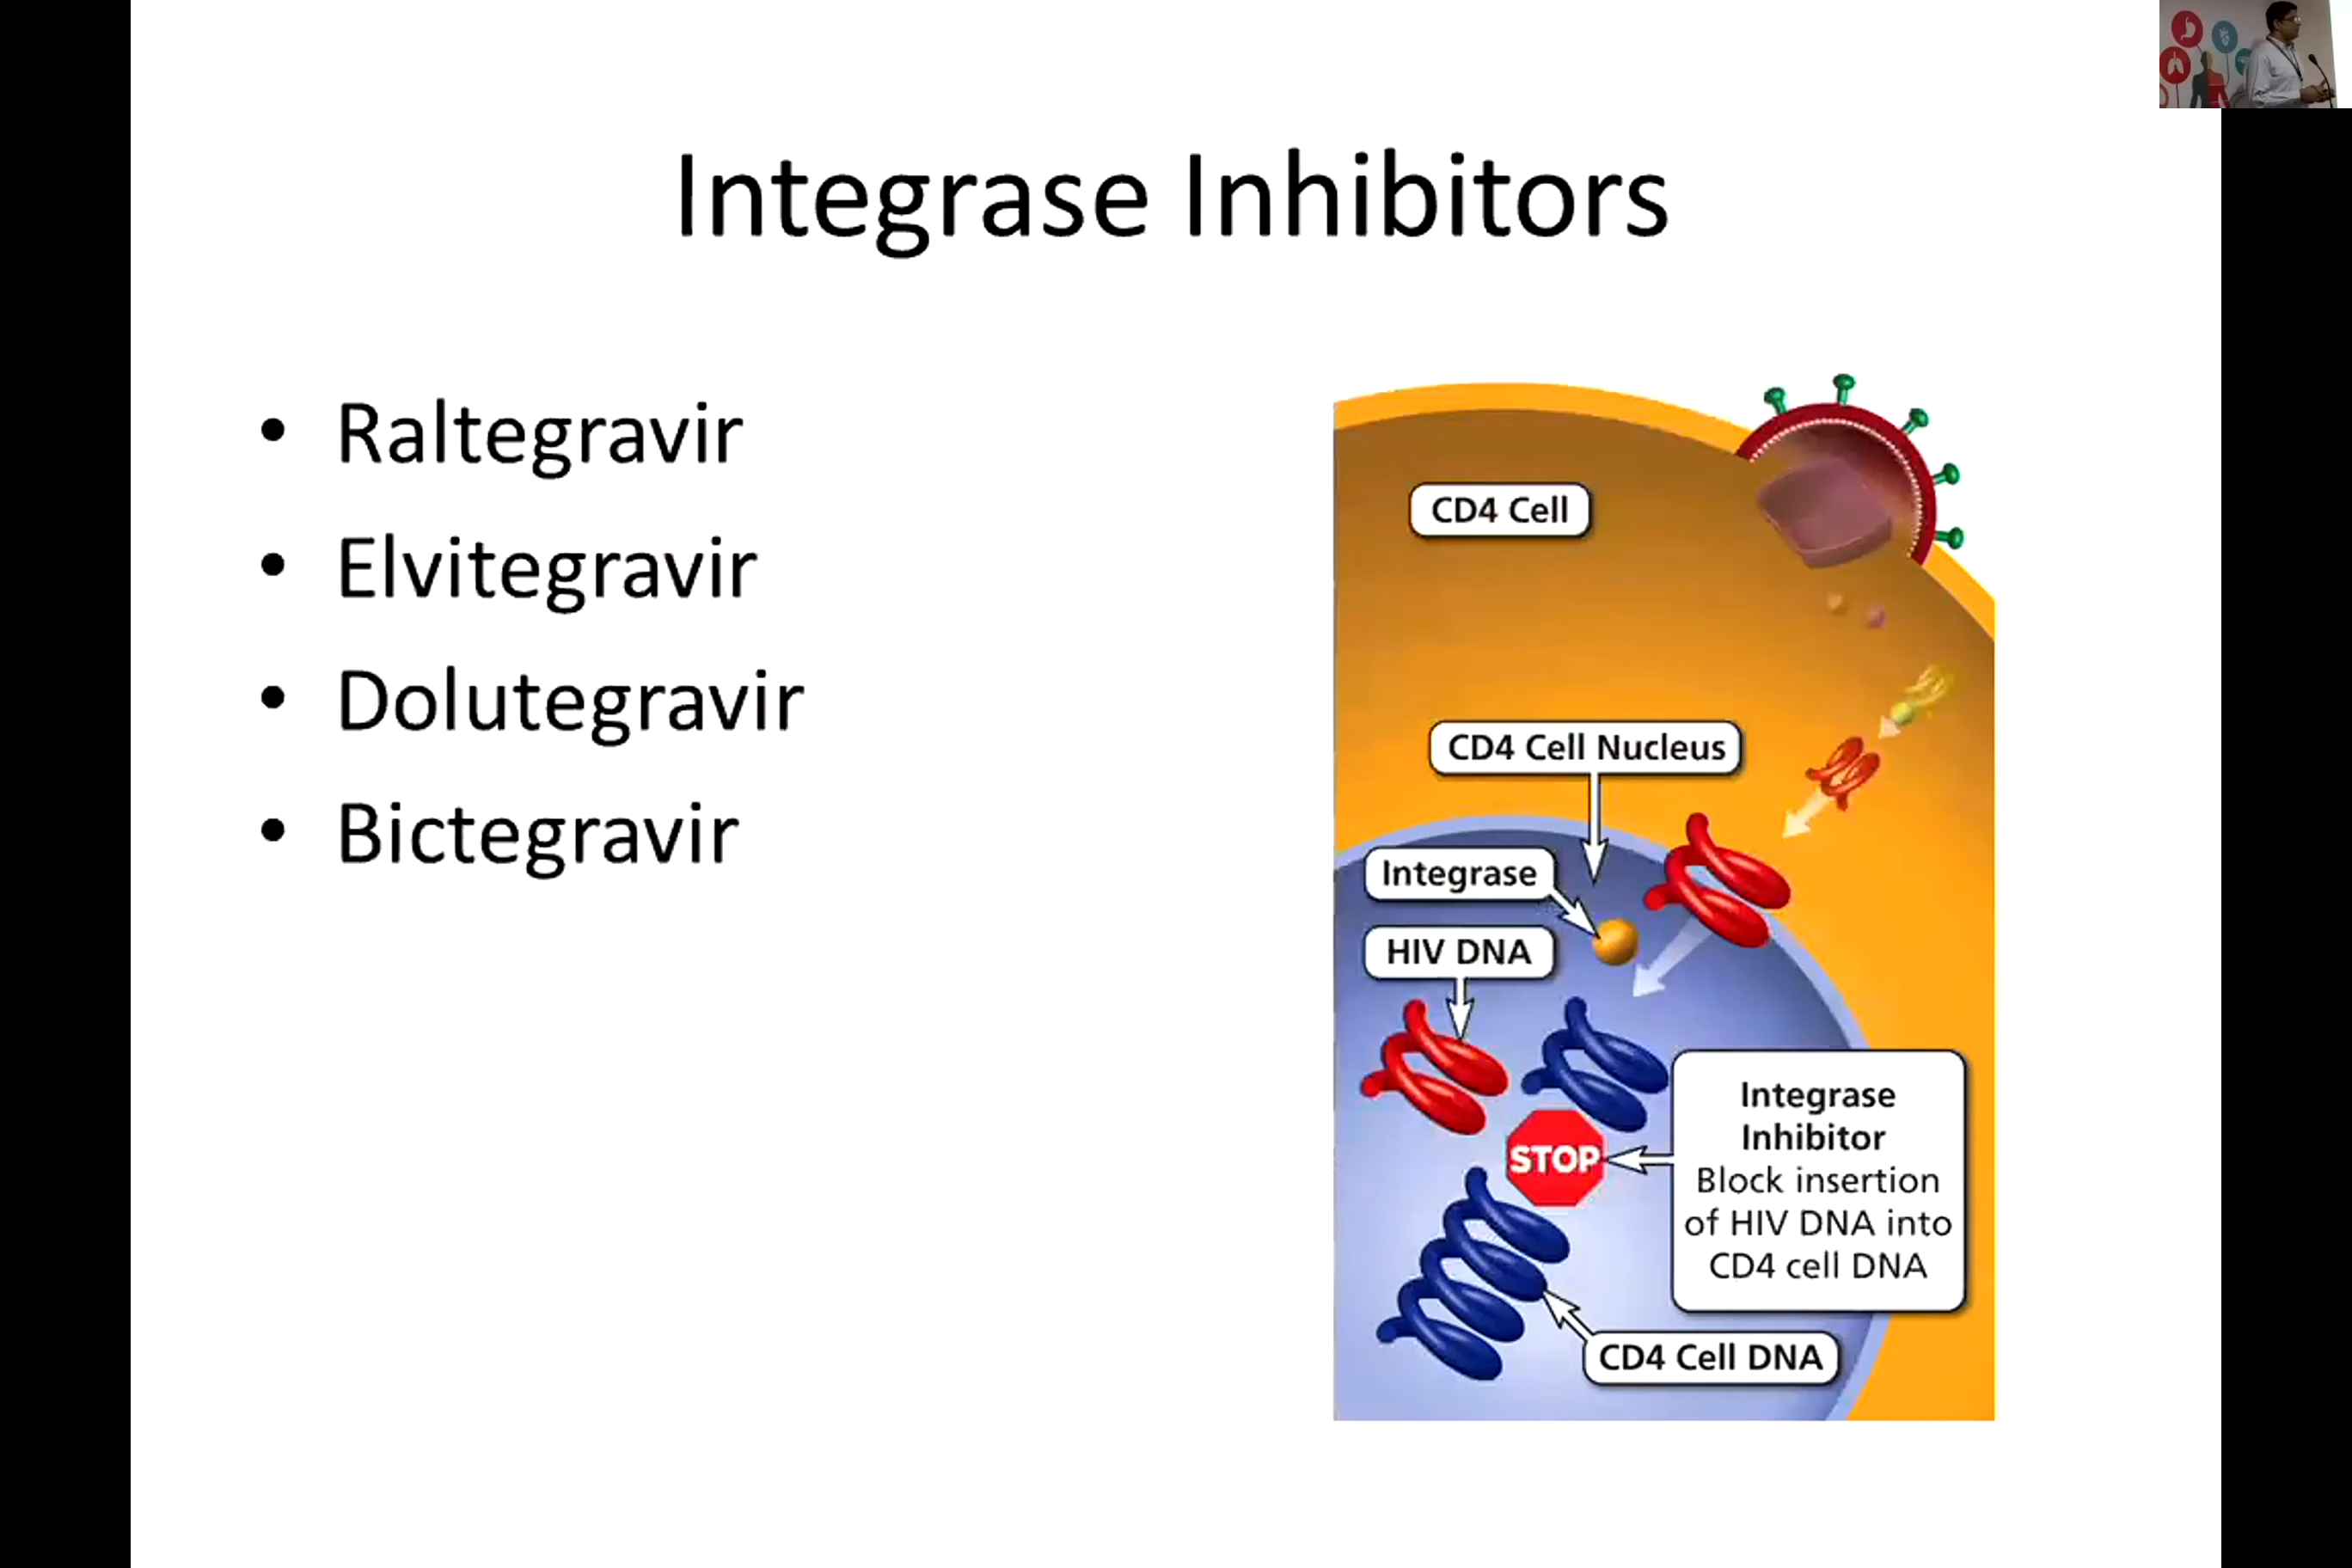 Integrase Inhibitors
• Raltegravir
• Elvitegravir
• Dolutegravir
• Bictegravir
CD4 Cell
CD4 Cell Nucleus
Integrase
HIV DNA
STOP
Integrase
Inhibitor
Block insertion
of HIV DNA into
CD4 cell DNA
CD4 Cell DNA